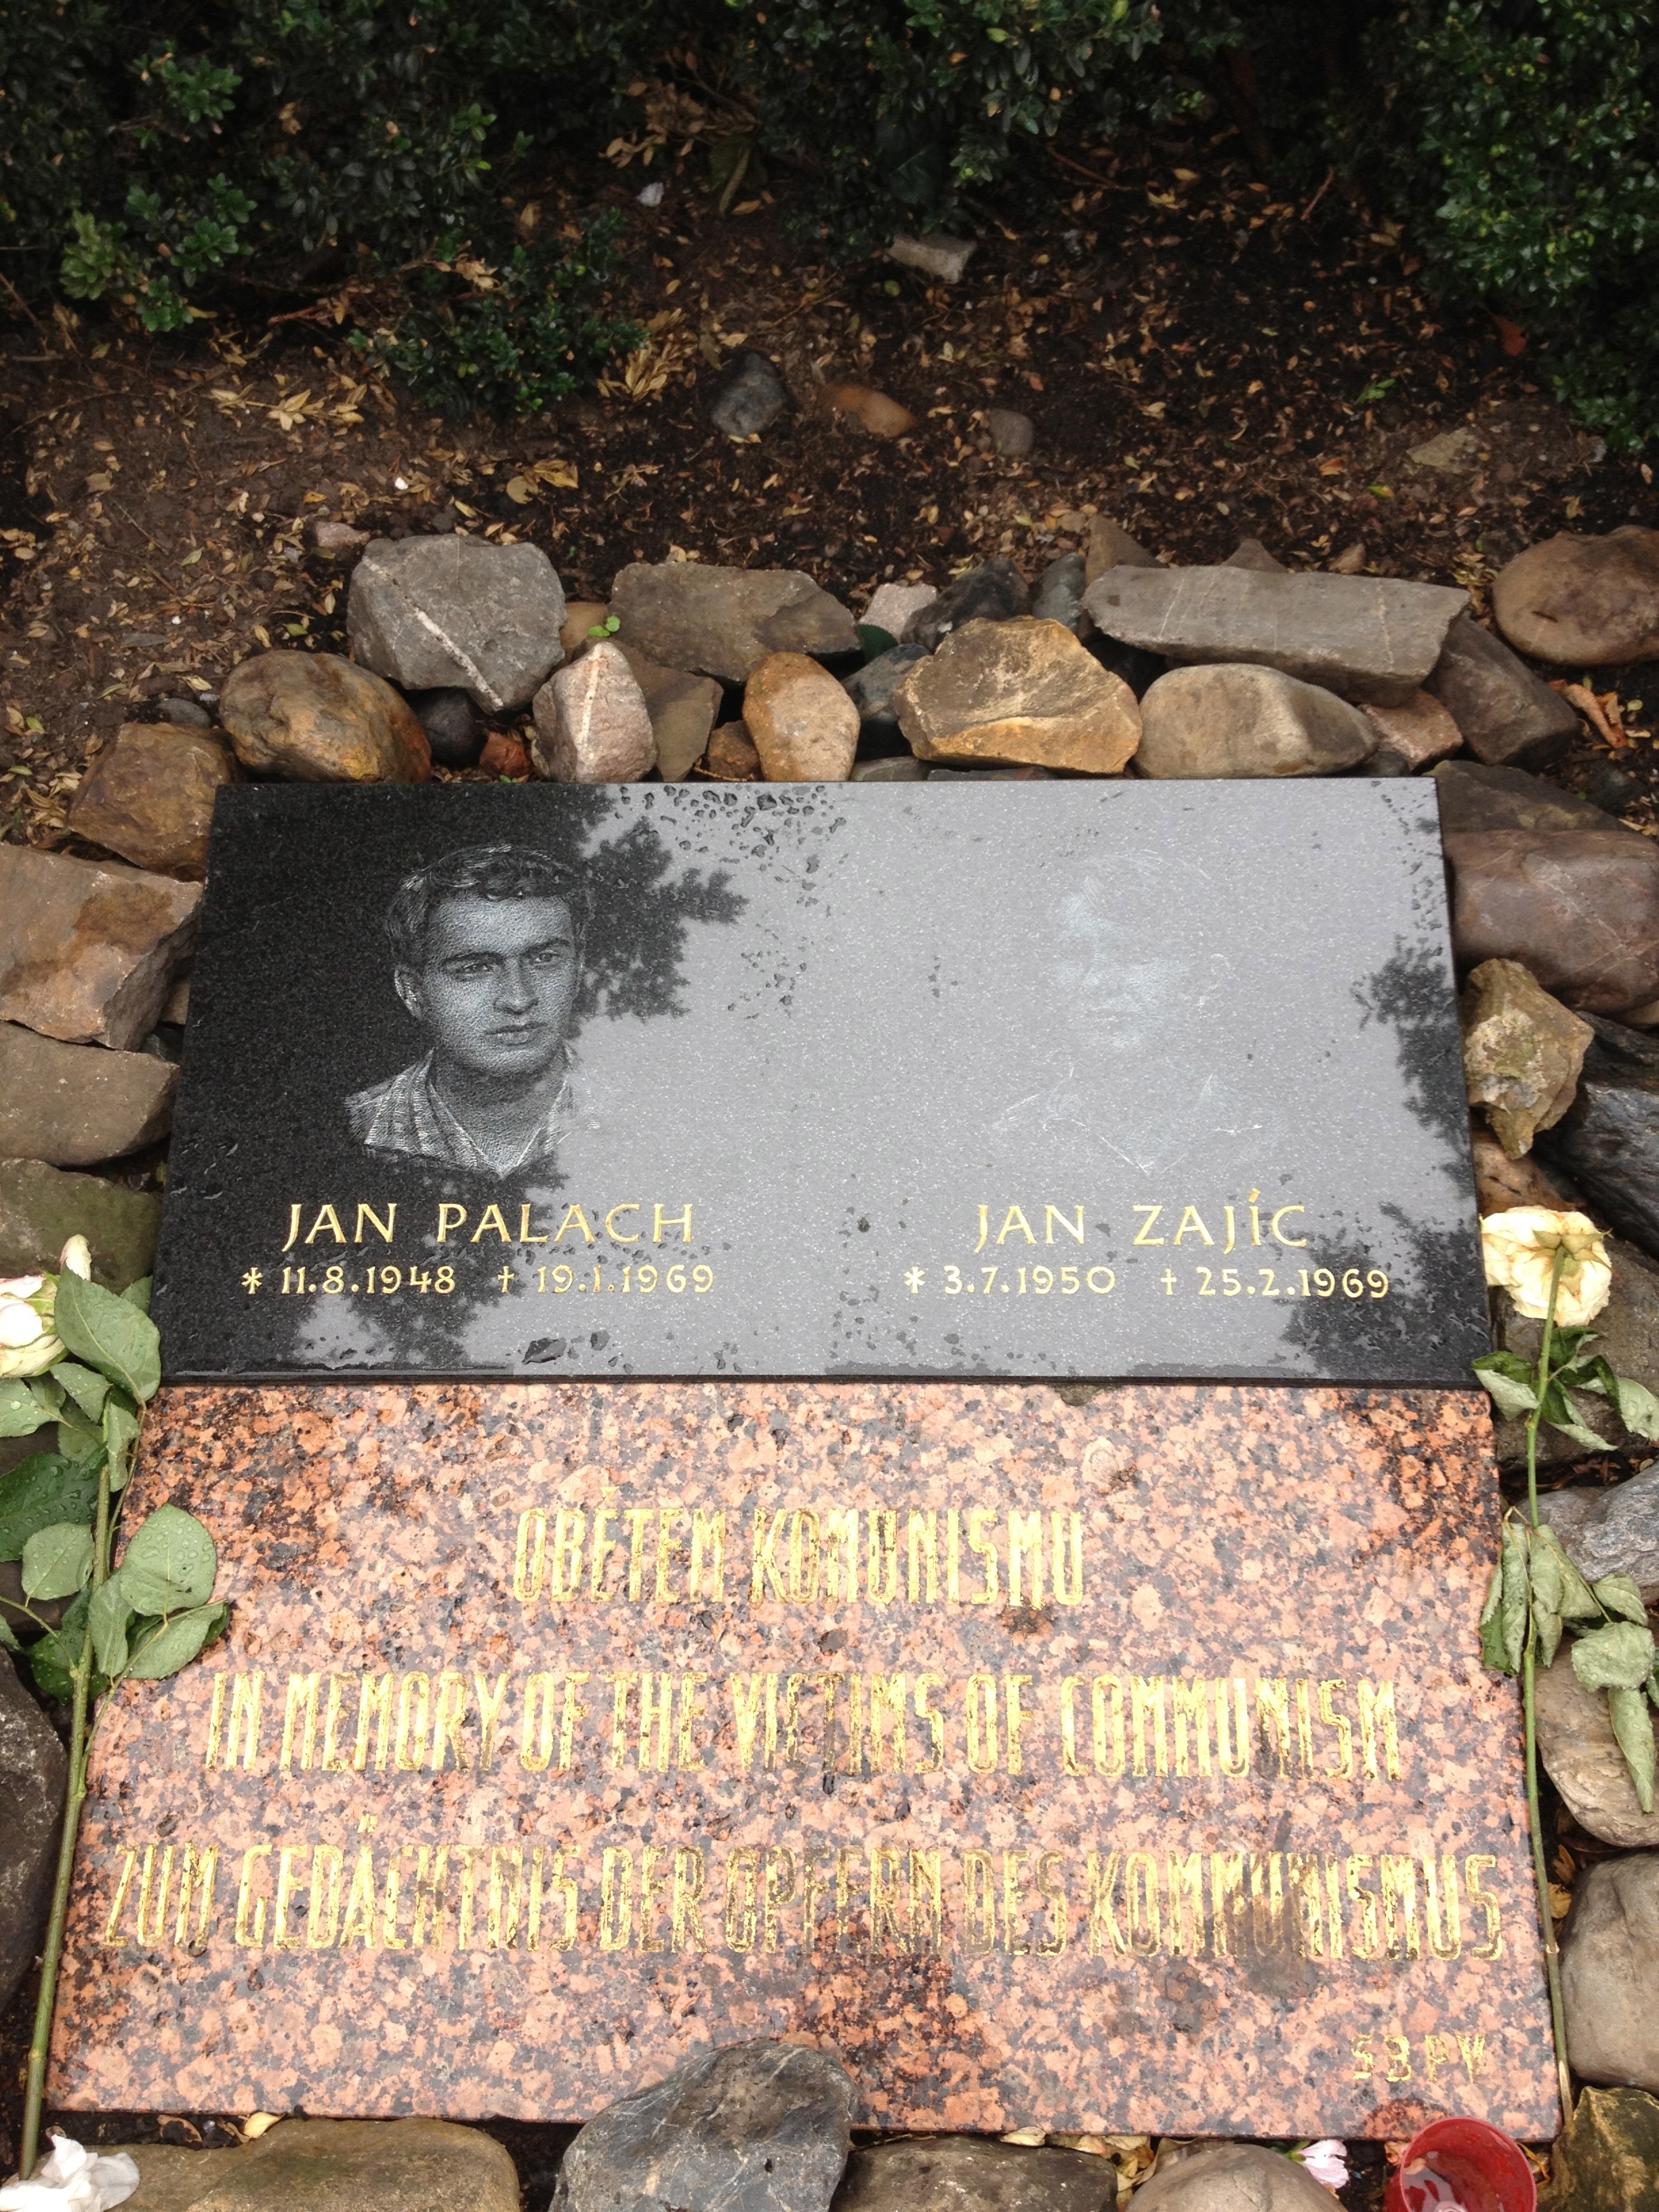 JAN PALACH
* 11.8.1948 † 19.1.1969
JAN ZAJÍC
* 3.7.1950 † 25.2.1969
OBĚTEM KOMUNISMU
IN MEMORY OF THE VICTIMS OF COMMUNISM
ZUM GEDÄCHTNIS DER OPFERN DES KOMMUNISMUS
SBPV